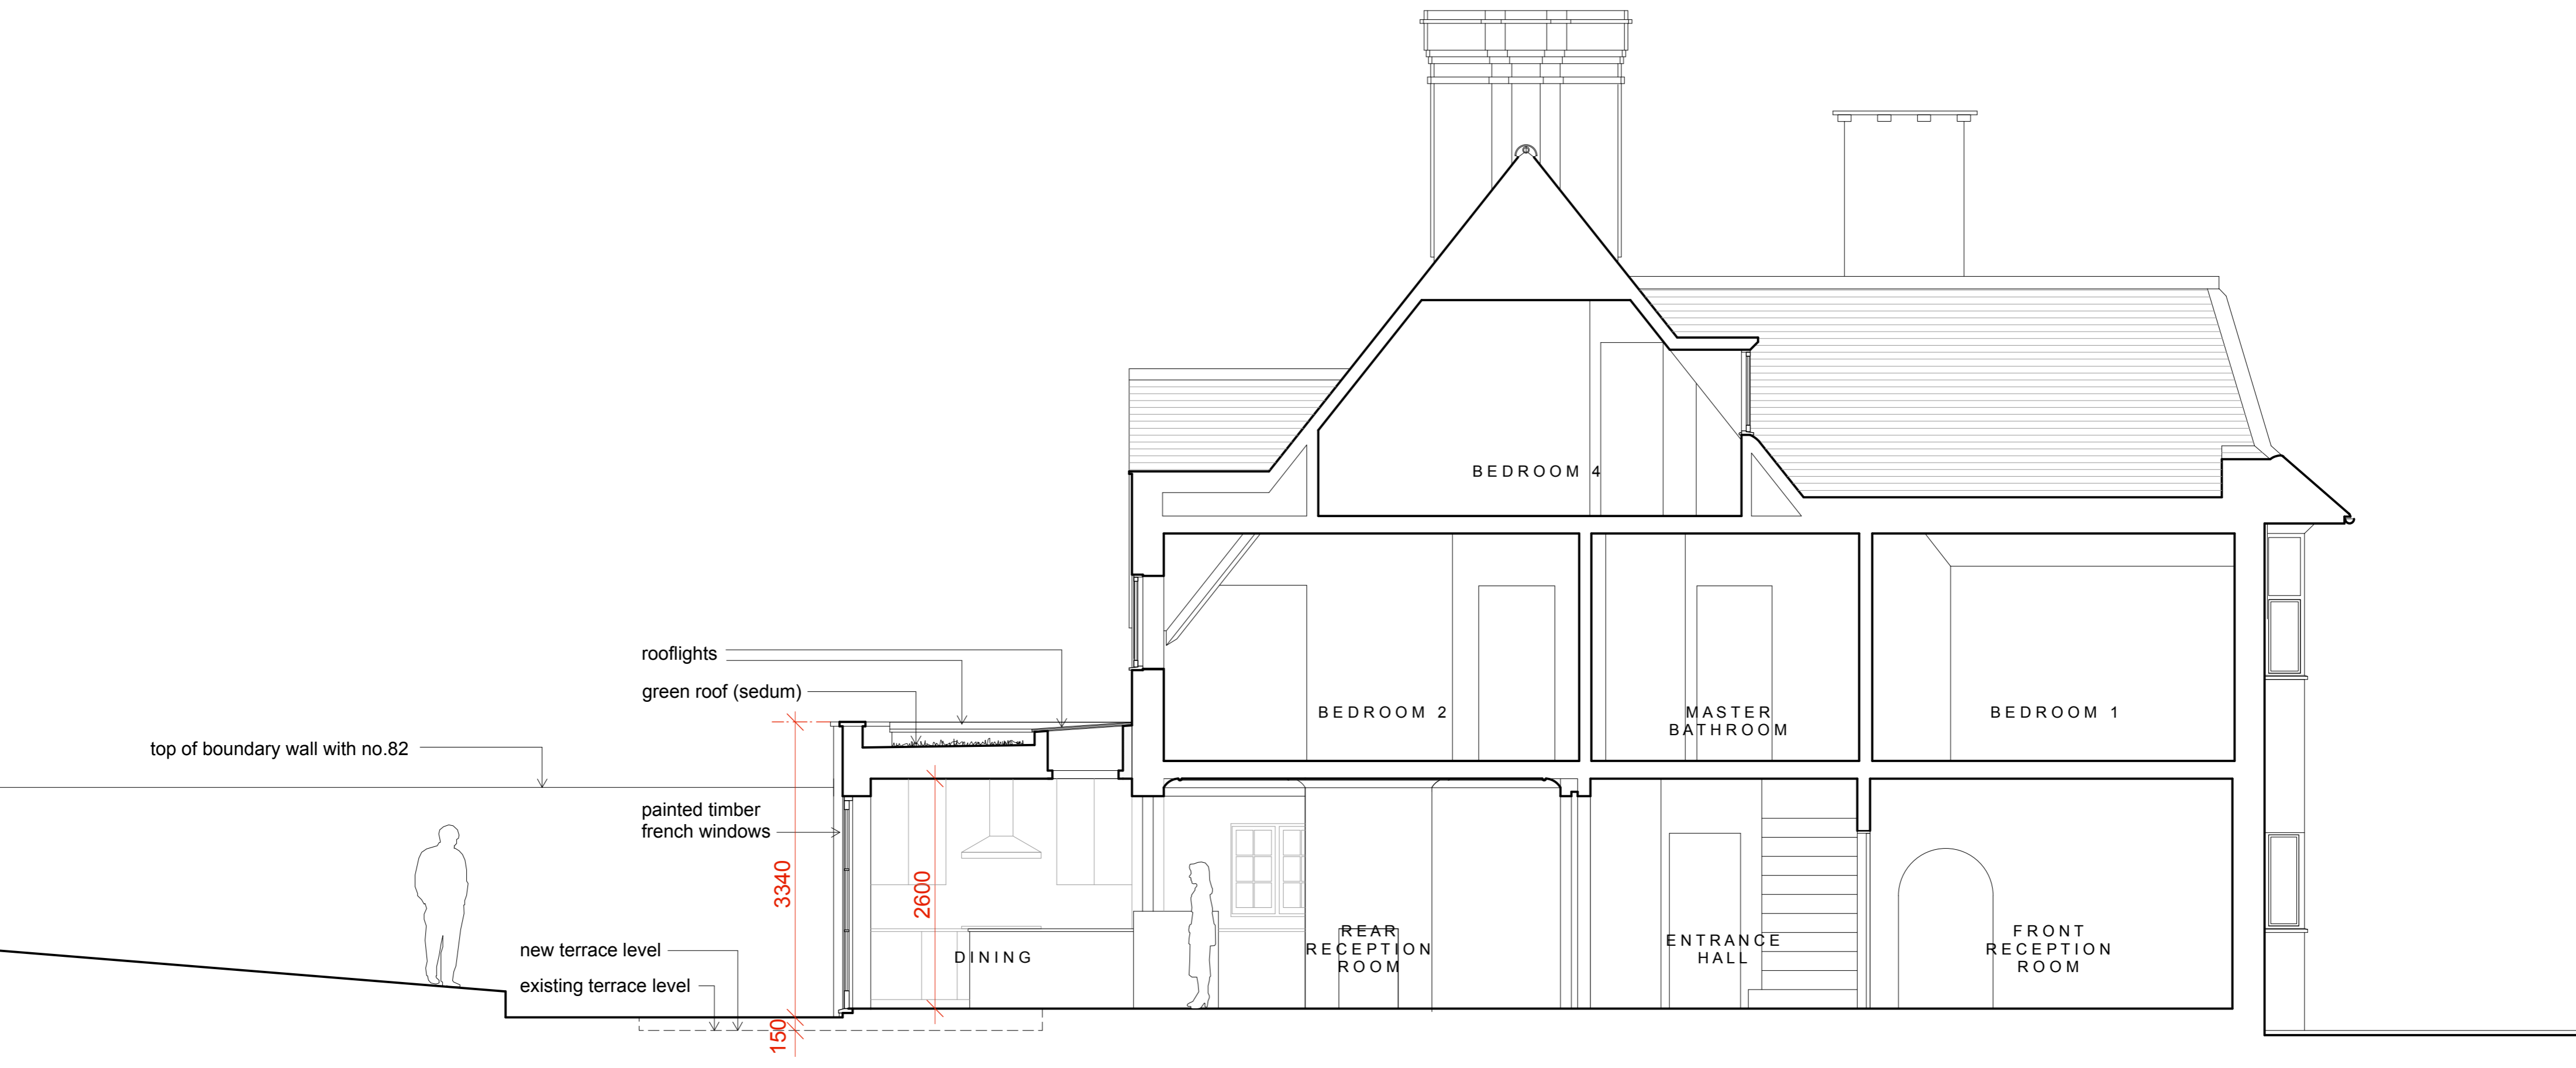 BEDROOM 4
rooflights
green roof (sedum)
BEDROOM 2
MASTER
BATHROOM
BEDROOM 1
top of boundary wall with no.82
painted timber
french windows
3340
2600
new terrace level
existing terrace level
150
DINING
REAR
RECEPTION
ROOM
ENTRANCE
HALL
FRONT
RECEPTION
ROOM